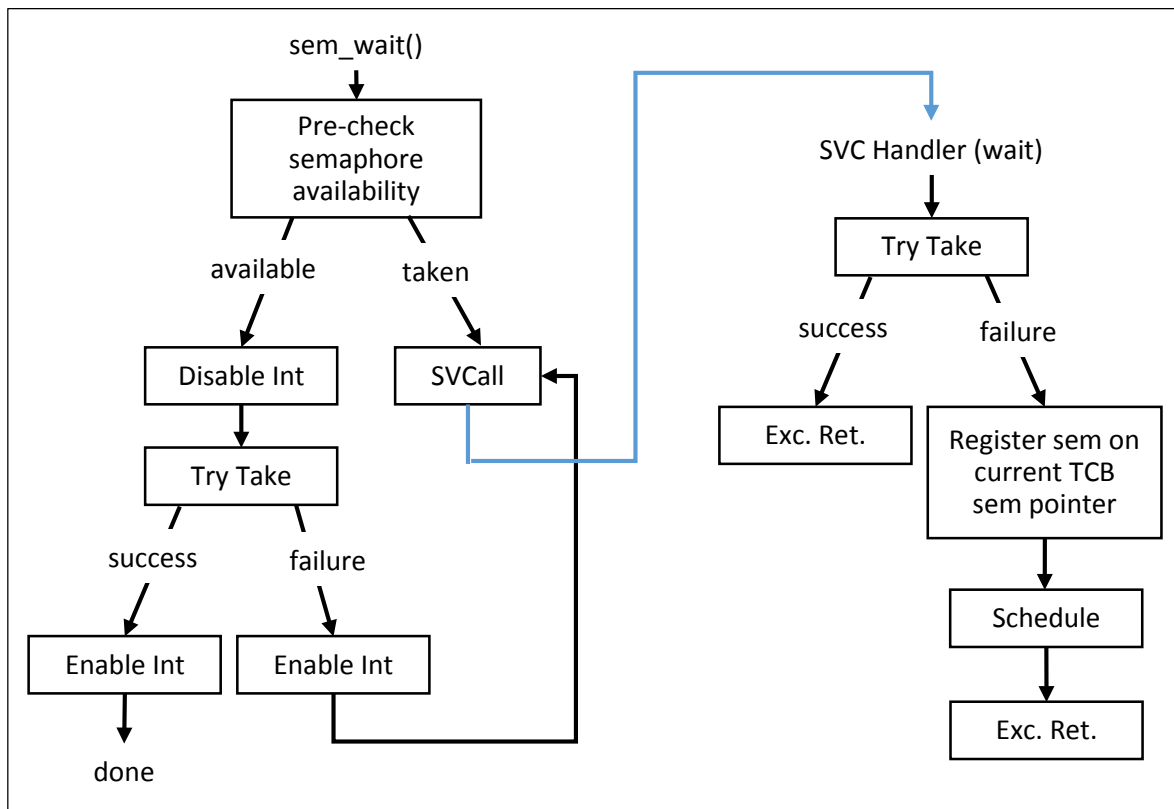 sem_wait()
Pre-check
semaphore
availability
available
taken
Disable Int
SVCall
Try Take
success
failure
Enable Int
Enable Int
done
SVC Handler (wait)
Try Take
success
failure
Exc. Ret.
Register sem on
current TCB
sem pointer
Schedule
Exc. Ret.